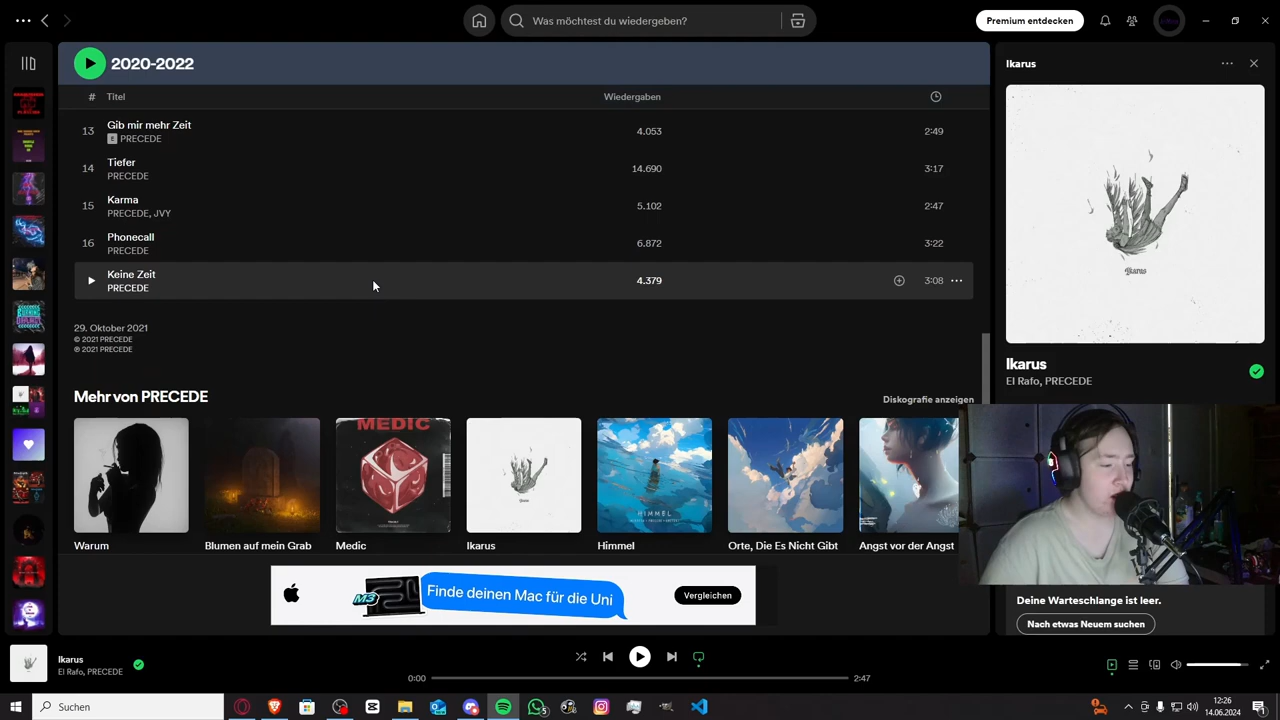 Was möchtest du wiedergeben?
Premium entdecken
2020-2022
# Titel Wiedergaben
13 Gib mir mehr Zeit 4.053 2:49
E PRECEDE
14 Tiefer 14.690 3:17
PRECEDE
15 Karma 5.102 2:47
PRECEDE, JVY
16 Phonecall 6.872 3:22
PRECEDE
Keine Zeit 4.379 3:08
PRECEDE
29. Oktober 2021
© 2021 PRECEDE
℗ 2021 PRECEDE
Mehr von PRECEDE
Diskografie anzeigen
MEDIC
Ikarus
HIMMEL
Warum
Blumen auf mein Grab
Medic
Ikarus
Himmel
Orte, Die Es Nicht Gibt
Angst vor der Angst
M3
Finde deinen Mac für die Uni
Vergleichen
Ikarus
Ikarus
Ikarus
El Rafo, PRECEDE
Deine Warteschlange ist leer.
Nach etwas Neuem suchen
Ikarus
El Rafo, PRECEDE
0:00 2:47
Suchen
12:26
14.06.2024